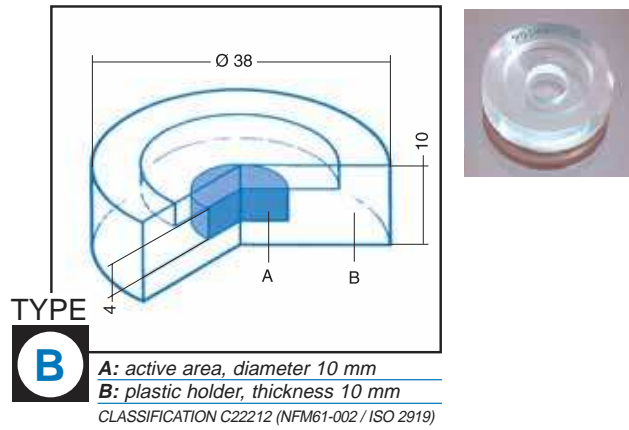 Ø 38
10
4
A
B
TYPE
B
A: active area, diameter 10 mm
B: plastic holder, thickness 10 mm
CLASSIFICATION C22212 (NFM61-002 / ISO 2919)